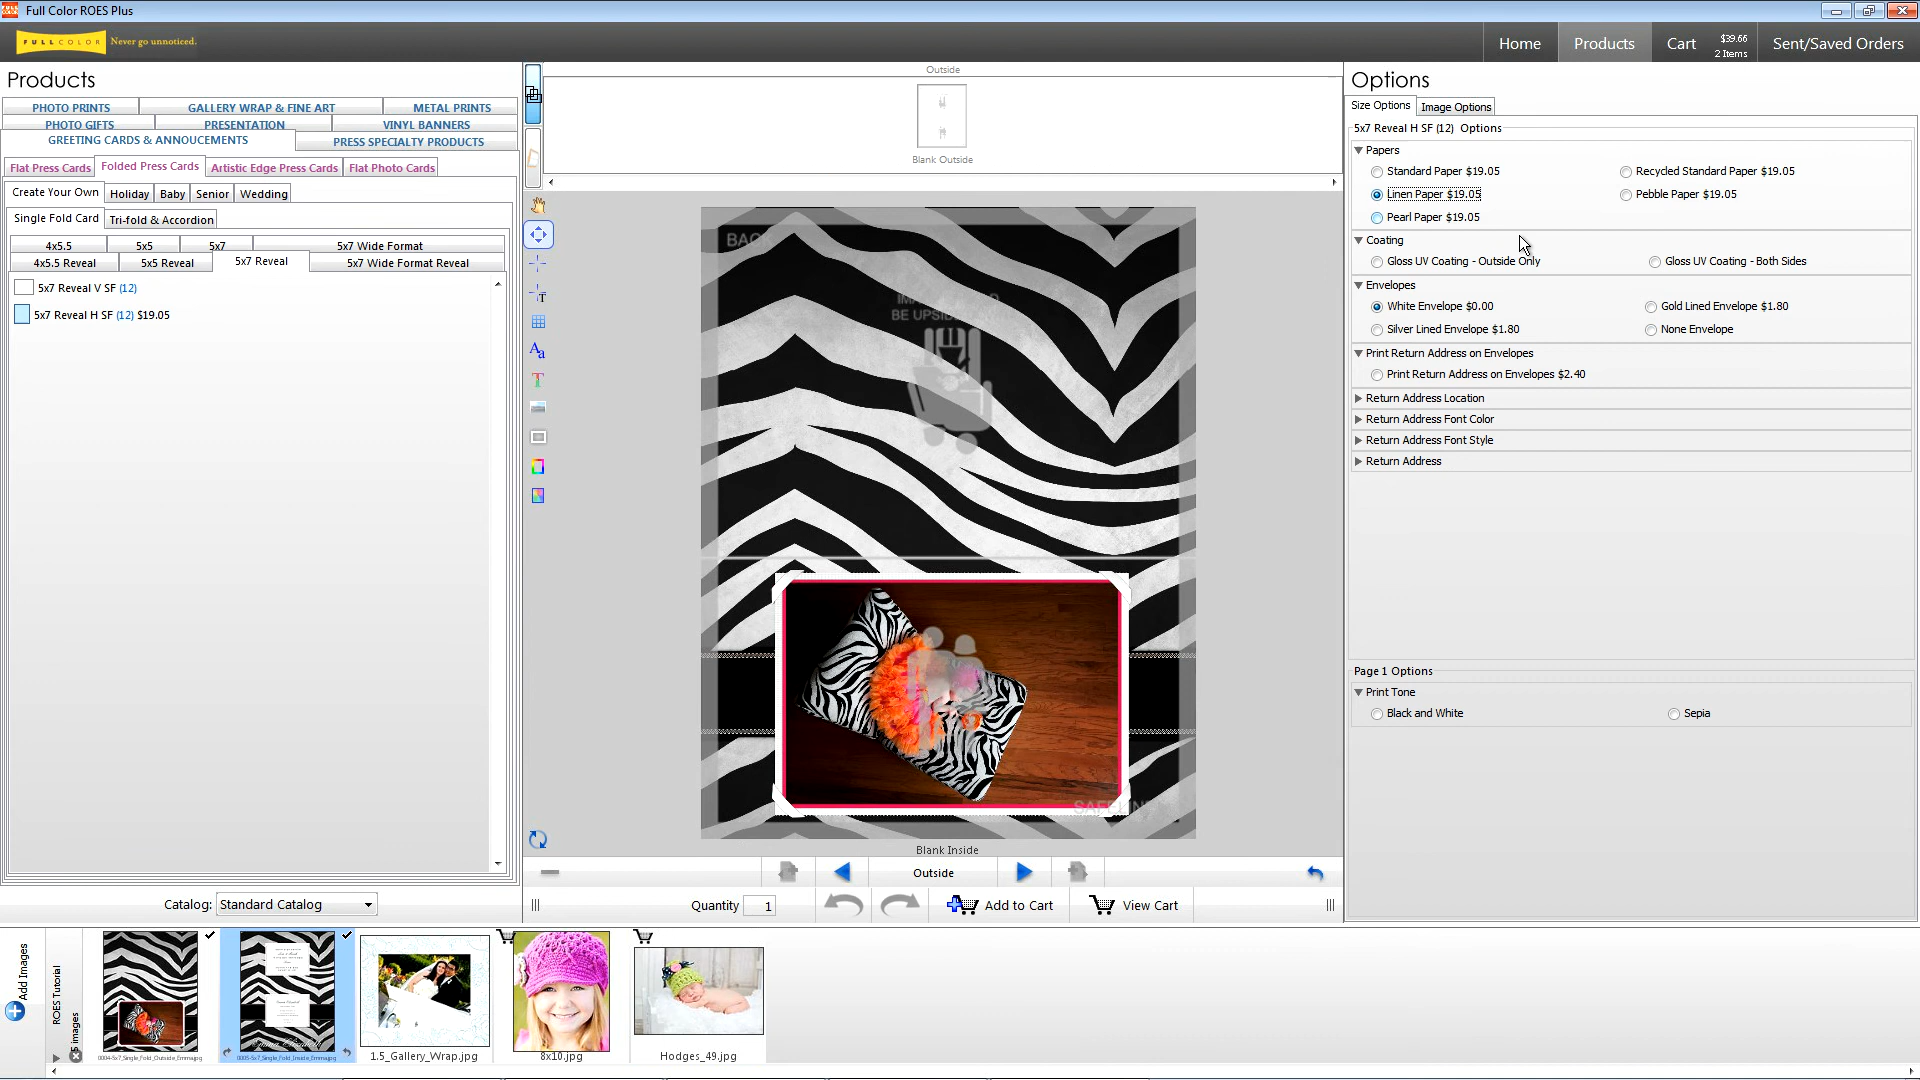 Full Color ROES Plus
FULLCOLOR Never go unnoticed.
Home
Products
Cart
$39.66
2 Items
Sent/Saved Orders
Products
PHOTO PRINTS
GALLERY WRAP & FINE ART
METAL PRINTS
PHOTO GIFTS
PRESENTATION
VINYL BANNERS
GREETING CARDS & ANNOUCEMENTS
PRESS SPECIALTY PRODUCTS
Flat Press Cards
Folded Press Cards
Artistic Edge Press Cards
Flat Photo Cards
Create Your Own
Holiday
Baby
Senior
Wedding
Single Fold Card
Tri-fold & Accordion
4x5.5
5x5
5x7
5x7 Wide Format
4x5.5 Reveal
5x5 Reveal
5x7 Reveal
5x7 Wide Format Reveal
5x7 Reveal V SF (12)
5x7 Reveal H SF (12) $19.05
Catalog:
Standard Catalog
Outside
Blank Outside
BACK
BE UPSI
SAFE
Blank Inside
Outside
Quantity
1
Add to Cart
View Cart
Options
Size Options
Image Options
5x7 Reveal H SF (12) Options
Papers
Standard Paper $19.05
Recycled Standard Paper $19.05
Linen Paper $19.05
Pebble Paper $19.05
Pearl Paper $19.05
Coating
Gloss UV Coating - Outside Only
Gloss UV Coating - Both Sides
Envelopes
White Envelope $0.00
Gold Lined Envelope $1.80
Silver Lined Envelope $1.80
None Envelope
Print Return Address on Envelopes
Print Return Address on Envelopes $2.40
Return Address Location
Return Address Font Color
Return Address Font Style
Return Address
Page 1 Options
Print Tone
Black and White
Sepia
Add Images
ROES Tutorial
5 images
0004-5x7_Single_Fold_Outside_Emma.jpg
0005-5x7_Single_Fold_Inside_Emma.jpg
1.5_Gallery_Wrap.jpg
8x10.jpg
Hodges_49.jpg